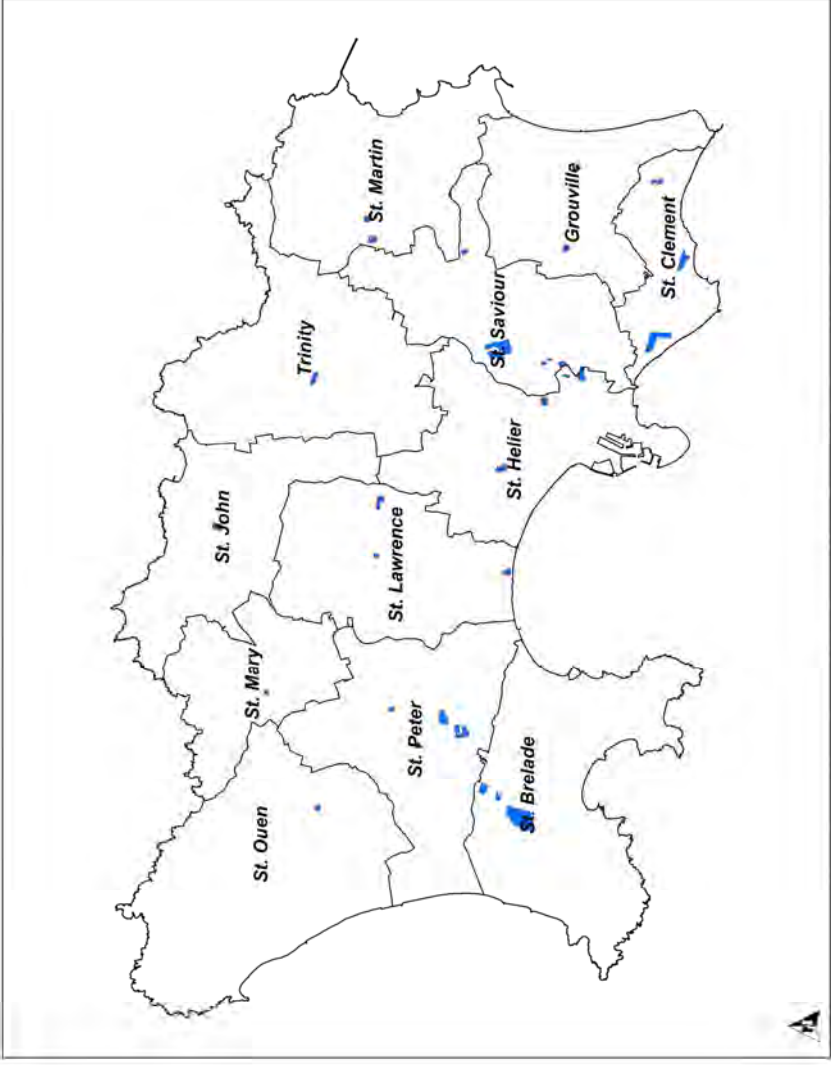 St. John
St. Mary
St. Ouen
Trinity
St. Martin
St. Lawrence
St. Peter
St. Saviour
St. Helier
St. Brelade
Grouville
St. Clement